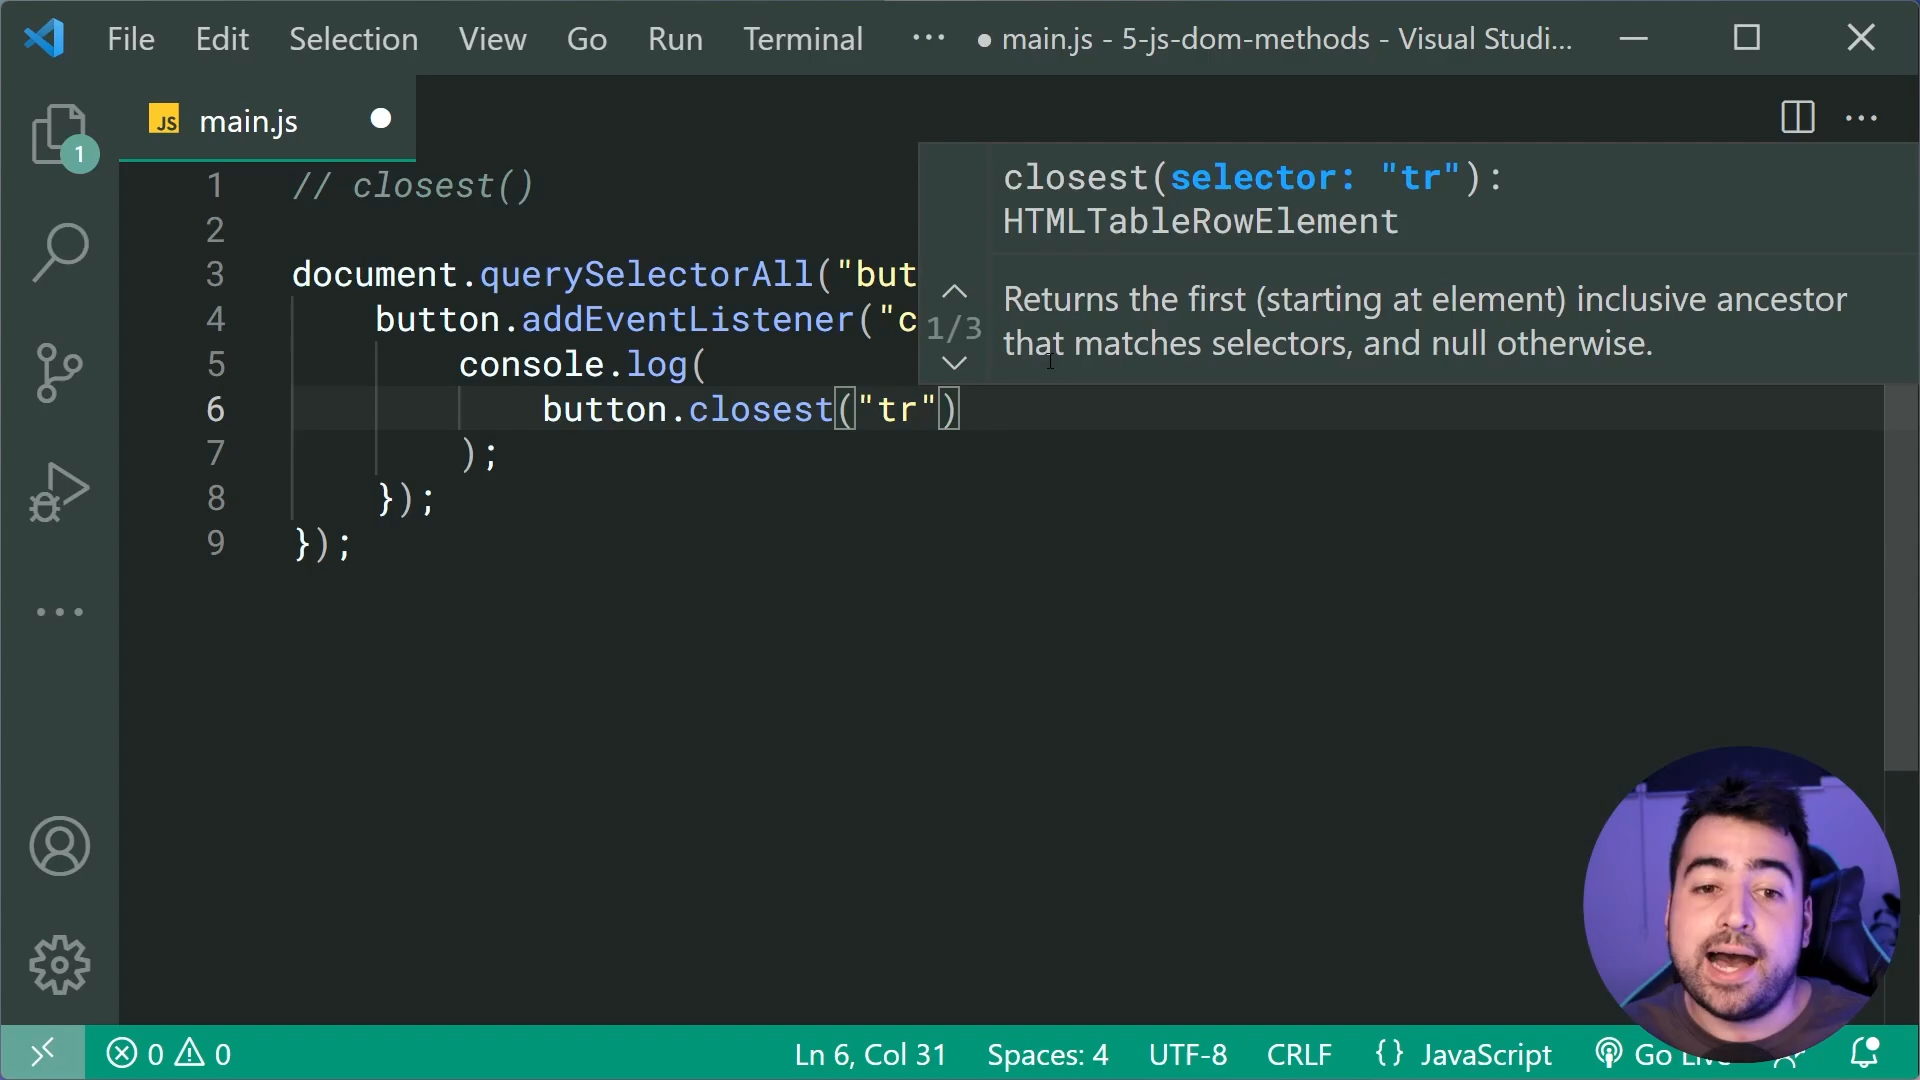 File Edit Selection View Go Run Terminal ··· ● main.js - 5-js-dom-methods - Visual Studi...
JS main.js
1
1 // closest()
2
3 document.querySelectorAll("but
4 button.addEventListener("c
5 console.log(
6 button.closest("tr")
7 );
8 });
9 });
closest(selector: "tr"):
HTMLTableRowElement
1/3
Returns the first (starting at element) inclusive ancestor
that matches selectors, and null otherwise.
0 0 Ln 6, Col 31 Spaces: 4 UTF-8 CRLF {} JavaScript Go Live